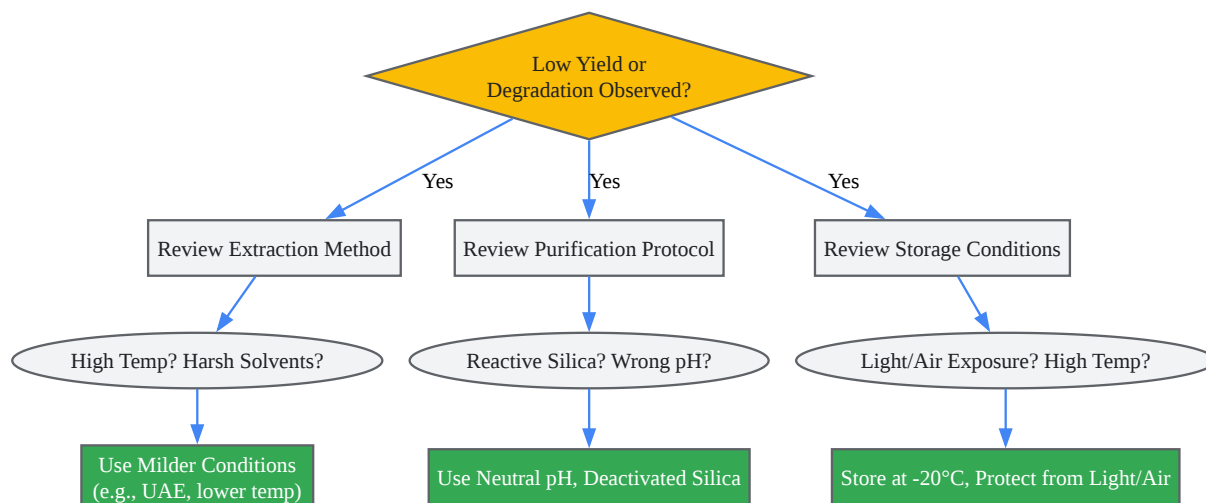 Low Yield or
Degradation Observed?
Yes
Yes
Yes
Review Extraction Method
Review Purification Protocol
Review Storage Conditions
High Temp? Harsh Solvents?
Reactive Silica? Wrong pH?
Light/Air Exposure? High Temp?
Use Milder Conditions
(e.g., UAE, lower temp)
Use Neutral pH, Deactivated Silica
Store at -20°C, Protect from Light/Air